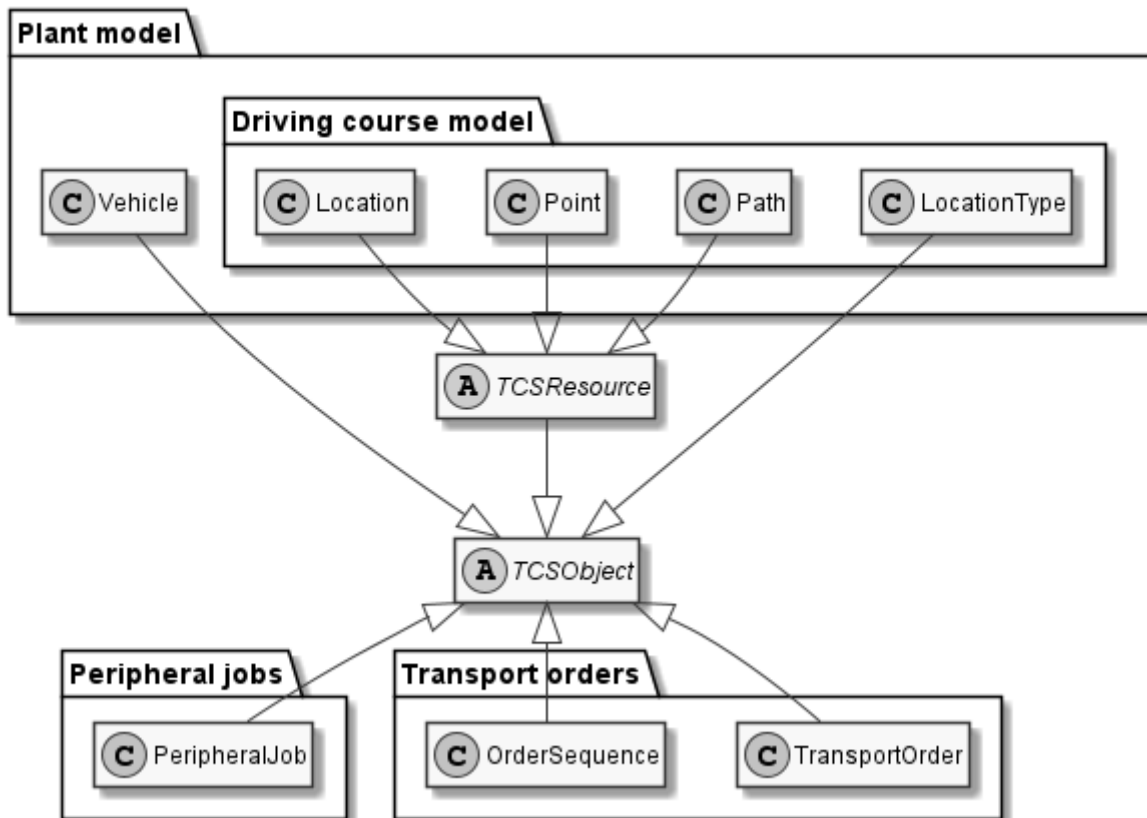 Plant model
Driving course model
C Vehicle
C Location
C Point
C Path
C LocationType
A TCSResource
A TCSObject
Peripheral jobs
Transport orders
C PeripheralJob
C OrderSequence
C TransportOrder